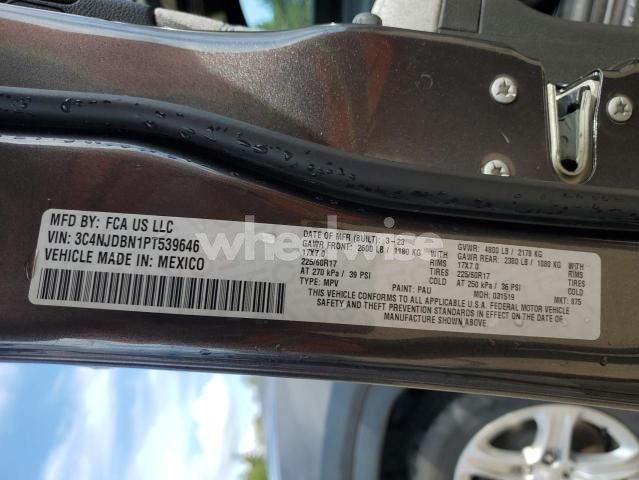 MFD BY: FCA US LLC
VIN: 3C4NJDBN1PT539646
VEHICLE MADE IN: MEXICO
DATE OF MFR (BUILT): 3-23
GAWR FRONT: 2600 LB / 1180 KG
17X7.0 RIMS
225/60R17 TIRES
AT 270 kPa / 39 PSI COLD
TYPE: MPV PAINT: PAU
GVWR: 4800 LB / 2179 KG
GAWR REAR: 2380 LB / 1080 KG
17X7.0 RIMS
225/60R17 TIRES
AT 250 kPa / 36 PSI COLD
MDH: 031519 MKT: 875
THIS VEHICLE CONFORMS TO ALL APPLICABLE U.S.A. FEDERAL MOTOR VEHICLE
SAFETY AND THEFT PREVENTION STANDARDS IN EFFECT ON THE DATE OF
MANUFACTURE SHOWN ABOVE.
wheelwise